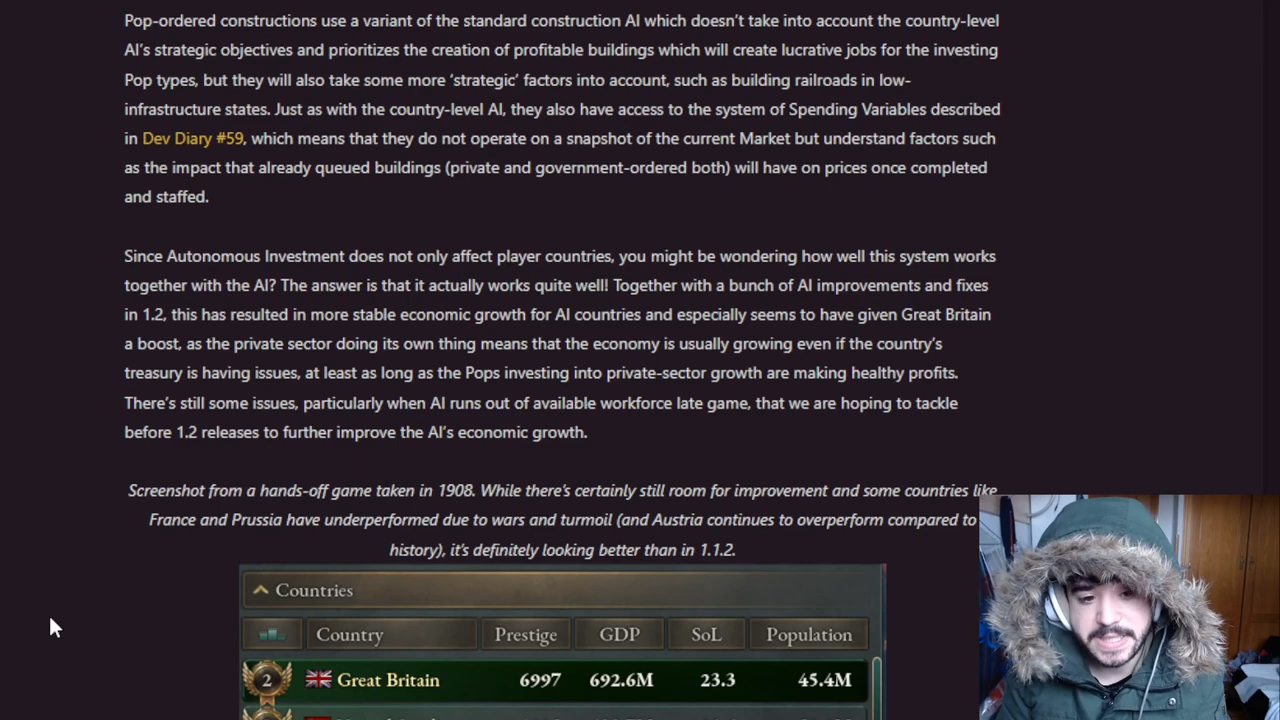 Pop-ordered constructions use a variant of the standard construction AI which doesn't take into account the country-level
AI's strategic objectives and prioritizes the creation of profitable buildings which will create lucrative jobs for the investing
Pop types, but they will also take some more 'strategic' factors into account, such as building railroads in low-
infrastructure states. Just as with the country-level AI, they also have access to the system of Spending Variables described
in Dev Diary #59, which means that they do not operate on a snapshot of the current Market but understand factors such
as the impact that already queued buildings (private and government-ordered both) will have on prices once completed
and staffed.
Since Autonomous Investment does not only affect player countries, you might be wondering how well this system works
together with the AI? The answer is that it actually works quite well! Together with a bunch of AI improvements and fixes
in 1.2, this has resulted in more stable economic growth for AI countries and especially seems to have given Great Britain
a boost, as the private sector doing its own thing means that the economy is usually growing even if the country's
treasury is having issues, at least as long as the Pops investing into private-sector growth are making healthy profits.
There's still some issues, particularly when AI runs out of available workforce late game, that we are hoping to tackle
before 1.2 releases to further improve the AI's economic growth.
Screenshot from a hands-off game taken in 1908. While there's certainly still room for improvement and some countries like
France and Prussia have underperformed due to wars and turmoil (and Austria continues to overperform compared to
history), it's definitely looking better than in 1.1.2.
Countries
Country Prestige GDP SoL Population
2 Great Britain 6997 692.6M 23.3 45.4M